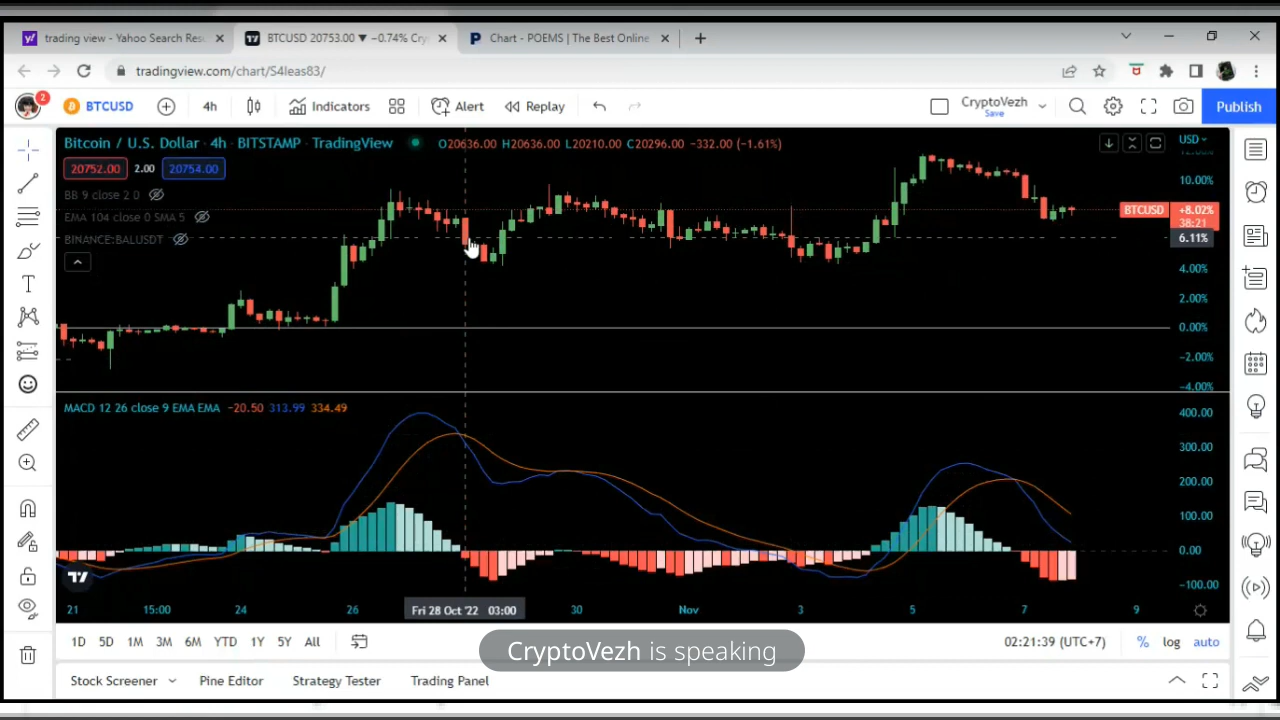 trading view - Yahoo Search Res
BTCUSD 20753.00 ▼ −0.74% Cry
Chart - POEMS | The Best Online
tradingview.com/chart/S4leas83/
2
BTCUSD
4h
Indicators
Alert
Replay
CryptoVezh
Save
Publish
Bitcoin / U.S. Dollar · 4h · BITSTAMP · TradingView
O20636.00 H20636.00 L20210.00 C20296.00 −332.00 (−1.61%)
USD
20752.00 2.00 20754.00
BB 9 close 2 0
EMA 104 close 0 SMA 5
BINANCE:BALUSDT
12.00%
10.00%
BTCUSD +8.02%
38:21
6.11%
4.00%
2.00%
0.00%
−2.00%
−4.00%
MACD 12 26 close 9 EMA EMA −20.50 313.99 334.49
400.00
300.00
200.00
100.00
0.00
−100.00
21 15:00 24 26 Fri 28 Oct '22 03:00 30 Nov 3 5 7 9
1D 5D 1M 3M 6M YTD 1Y 5Y All
02:21:39 (UTC+7) % log auto
CryptoVezh is speaking
Stock Screener Pine Editor Strategy Tester Trading Panel